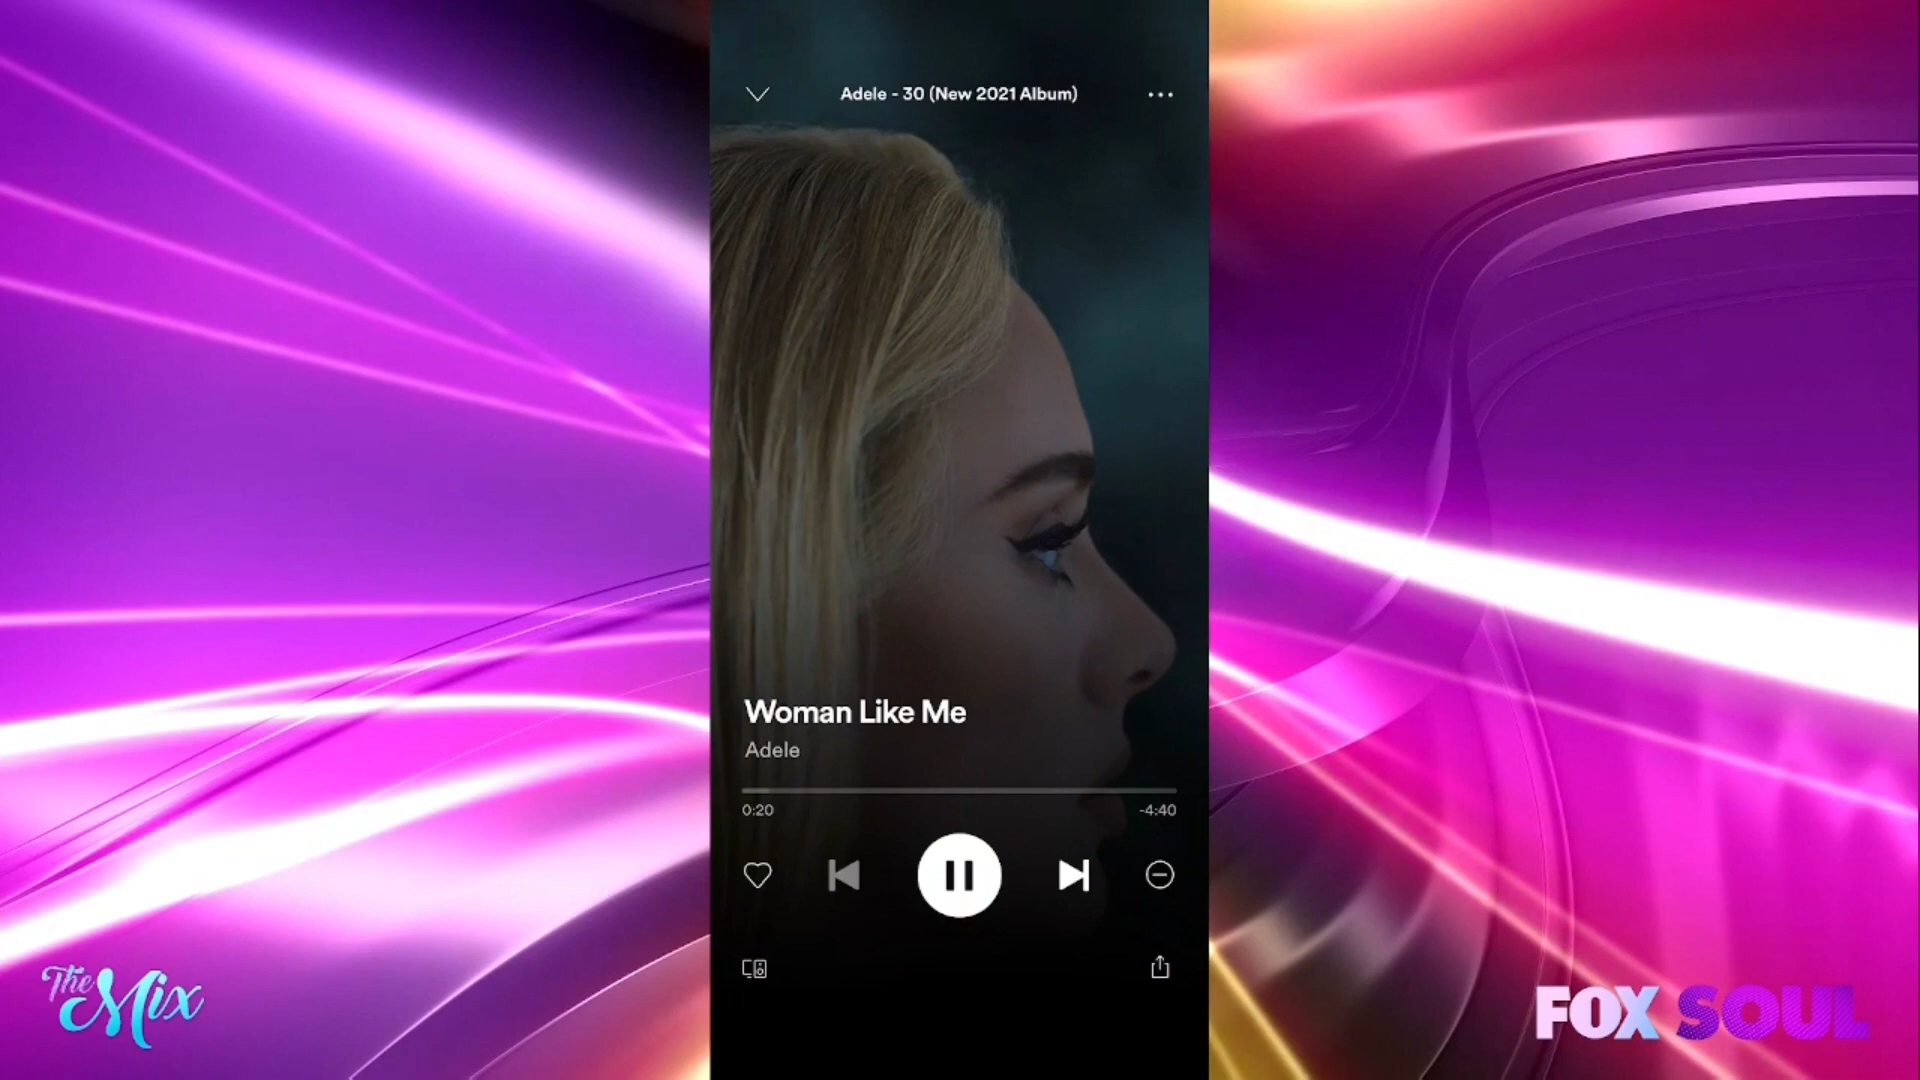 Adele - 30 (New 2021 Album)
Woman Like Me
Adele
0:20
-4:40
The Mix
FOX SOUL